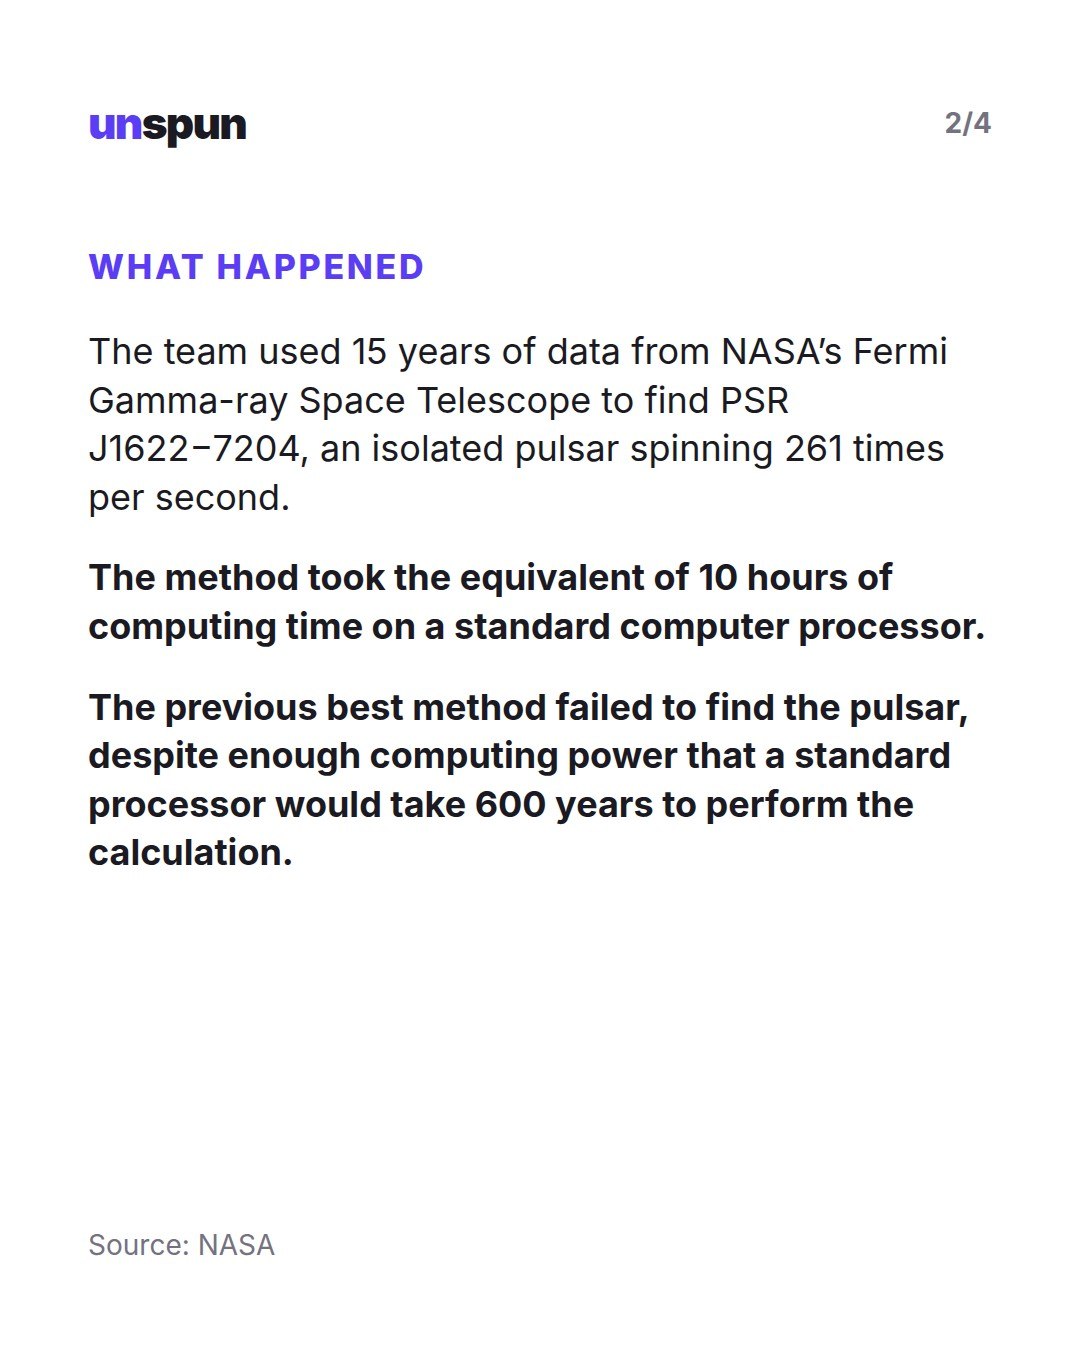 unspun
2/4
WHAT HAPPENED
The team used 15 years of data from NASA’s Fermi
Gamma-ray Space Telescope to find PSR
J1622−7204, an isolated pulsar spinning 261 times
per second.
The method took the equivalent of 10 hours of
computing time on a standard computer processor.
The previous best method failed to find the pulsar,
despite enough computing power that a standard
processor would take 600 years to perform the
calculation.
Source: NASA